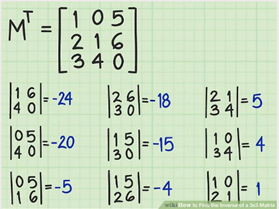 M^T = [1 0 5
2 1 6
3 4 0]
|1 6; 4 0| = -24 |2 6; 3 0| = -18 |2 1; 3 4| = 5
|0 5; 4 0| = -20 |1 5; 3 0| = -15 |1 0; 3 4| = 4
|0 5; 1 6| = -5 |1 5; 2 6| = -4 |1 0; 2 1| = 1
wikiHow to Find the Inverse of a 3x3 Matrix